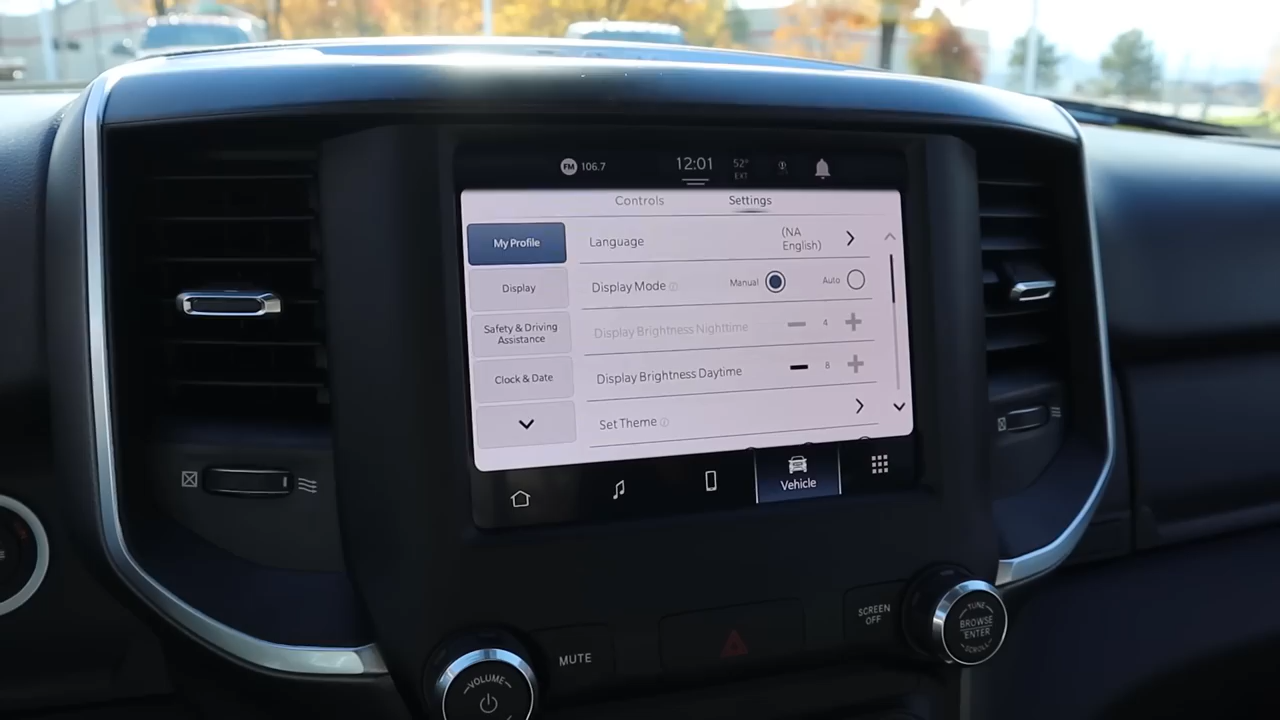 FM 106.7
12:01
52°
EXT
Controls
Settings
My Profile
Display
Safety & Driving
Assistance
Clock & Date
Language
(NA
English)
Display Mode
Manual
Auto
Display Brightness Nighttime
4
Display Brightness Daytime
8
Set Theme
Vehicle
SCREEN
OFF
MUTE
VOLUME
TUNE
BROWSE
ENTER
SCROLL